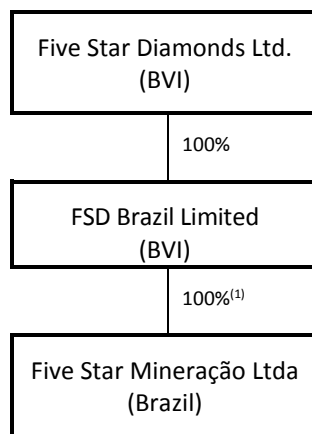 Five Star Diamonds Ltd.
(BVI)
100%
FSD Brazil Limited
(BVI)
100%(1)
Five Star Mineração Ltda
(Brazil)